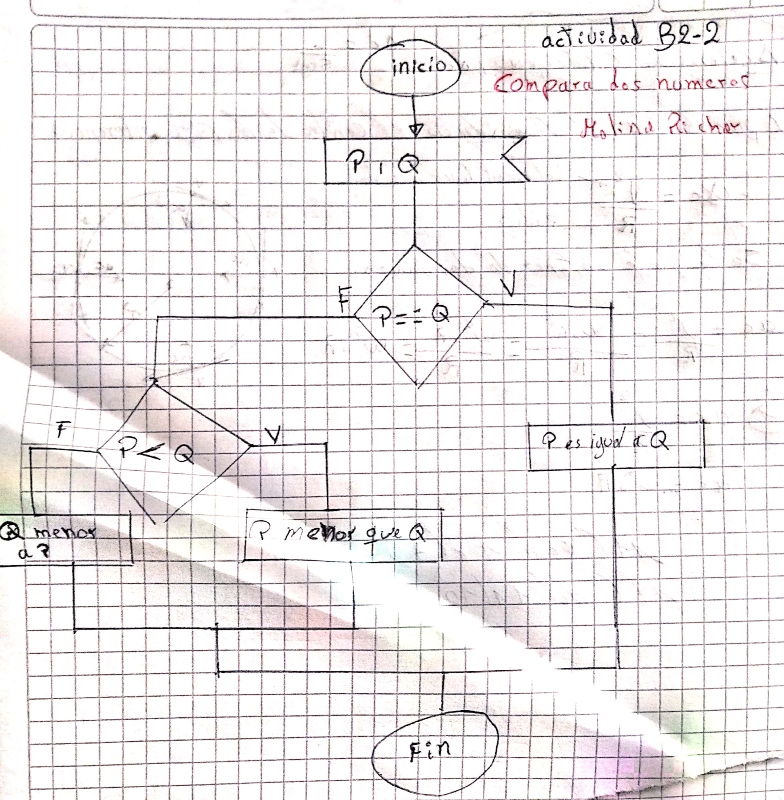 actividad B2-2
inicio
Compara dos numeros
Molina Richar
P, Q
F
V
P == Q
F
V
P < Q
P es igual a Q
Q menor
a P
P menor que Q
Fin